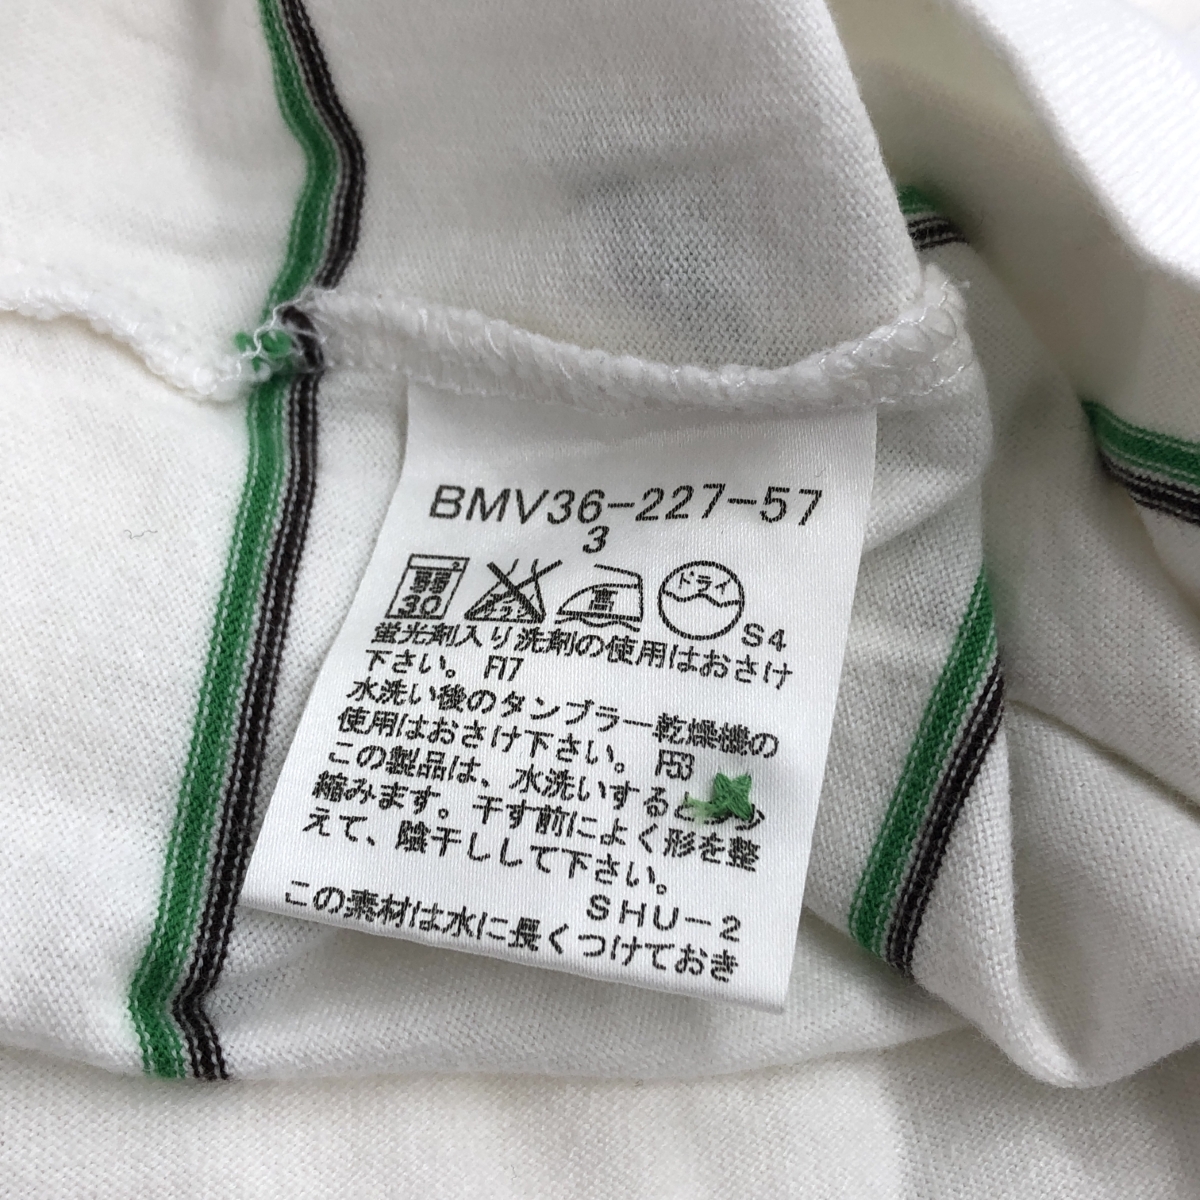 BMV36-227-57
3
弱 30 エンソ 高 ドライ S4
蛍光剤入り洗剤の使用はおさけ
下さい。 F17
水洗い後のタンブラー乾燥機の
使用はおさけ下さい。 F53
この製品は、水洗いすると
縮みます。干す前によく形を整
えて、陰干しして下さい。
SHU-2
この素材は水に長くつけておき